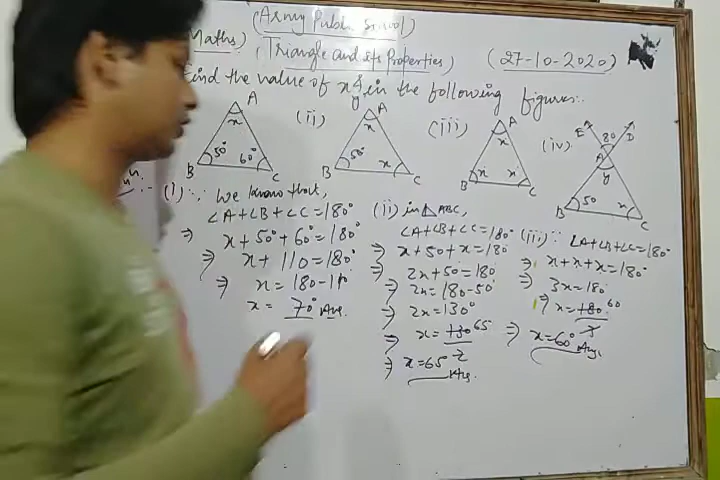 (Army Public School)
Maths) (Triangle and its Properties) (27-10-2020)
Find the value of x & y in the following figures:.
A x 50° 60° B C
(ii) A x 50° x B C
(iii) A x x x B C
(iv) E 80 D A y 50 x B C
:- (i) ∵ We know that,
∠A+∠B+∠C=180°
⇒ x+50°+60°=180°
⇒ x+110=180°
⇒ x=180-110°
x= 70° Ans.
(ii) in △ABC,
∠A+∠B+∠C=180°
⇒ x+50+x=180°
⇒ 2x+50=180
⇒ 2x=180-50°
⇒ 2x=130°
⇒ x=130 65
2
⇒ x=65 Ans.
(iii) ∵ ∠A+∠B+∠C=180°
⇒ x+x+x=180°
⇒ 3x=180
⇒ x=180 60
3
⇒ x=60° Ans.